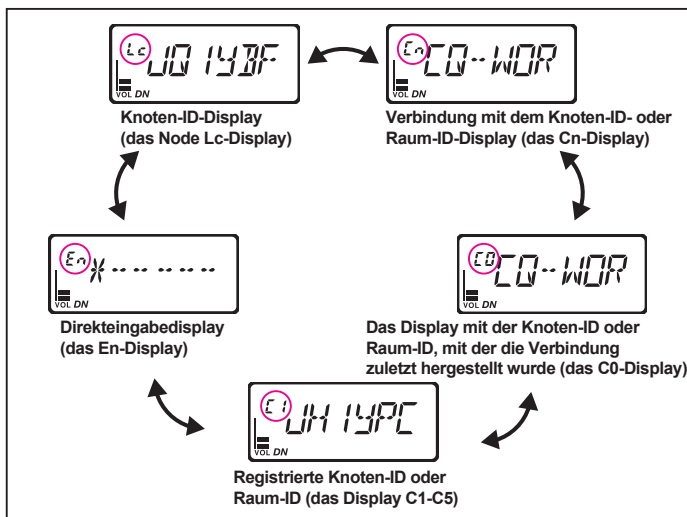 Lc JQ1YBF
VOL DN
Knoten-ID-Display
(das Node Lc-Display)
Cn CQ-WOR
VOL DN
Verbindung mit dem Knoten-ID- oder
Raum-ID-Display (das Cn-Display)
En *------
VOL DN
Direkteingabedisplay
(das En-Display)
C0 CQ-WOR
VOL DN
Das Display mit der Knoten-ID oder
Raum-ID, mit der die Verbindung
zuletzt hergestellt wurde (das C0-Display)
C1 JH1YPC
VOL DN
Registrierte Knoten-ID oder
Raum-ID (das Display C1-C5)